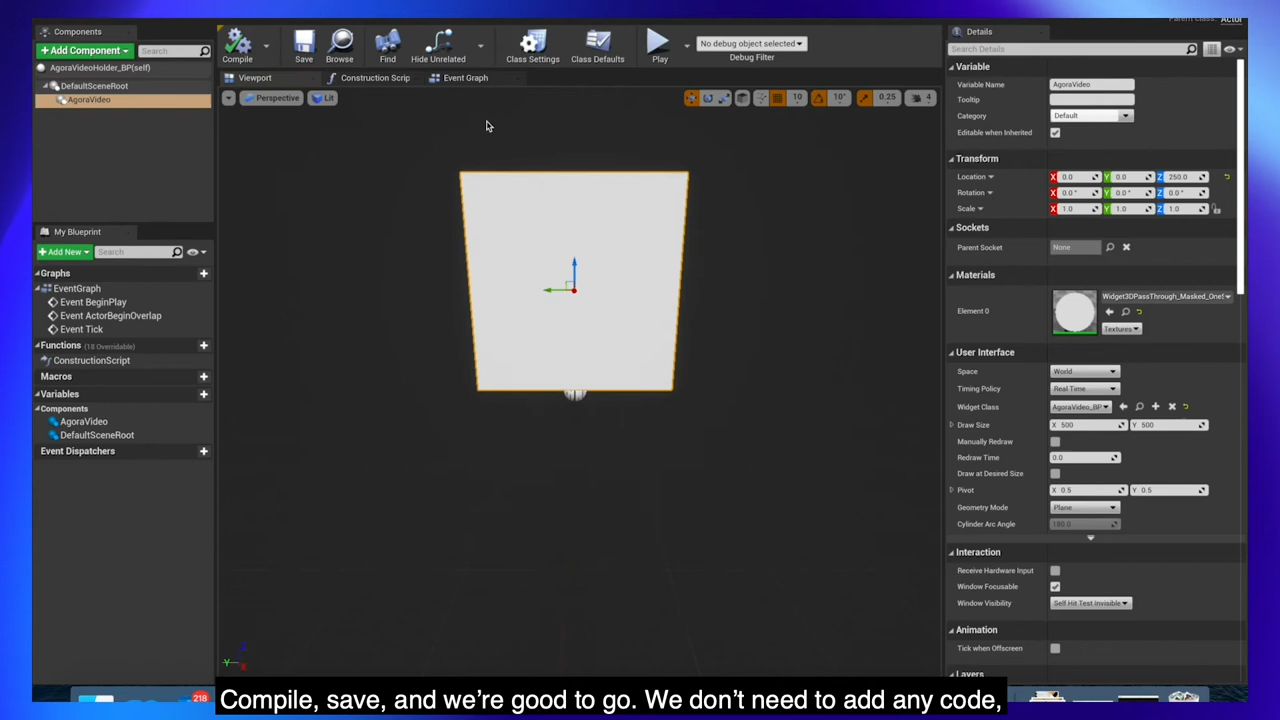 Parent class: Actor
Components
Details
+ Add Component
Search
Compile
Save
Browse
Find
Hide Unrelated
Class Settings
Class Defaults
Play
No debug object selected
Debug Filter
Search Details
AgoraVideoHolder_BP(self)
DefaultSceneRoot
AgoraVideo
Viewport
Construction Scrip
Event Graph
Perspective
Lit
10
10°
0.25
4
Variable
Variable Name
AgoraVideo
Tooltip
Category
Default
Editable when Inherited
Transform
Location
X 0.0
Y 0.0
Z 250.0
Rotation
X 0.0 °
Y 0.0 °
Z 0.0 °
Scale
X 1.0
Y 1.0
Z 1.0
Sockets
Parent Socket
None
Materials
Element 0
Widget3DPassThrough_Masked_OneS
Textures
User Interface
Space
World
Timing Policy
Real Time
Widget Class
AgoraVideo_BP
Draw Size
X 500
Y 500
Manually Redraw
Redraw Time
0.0
Draw at Desired Size
Pivot
X 0.5
Y 0.5
Geometry Mode
Plane
Cylinder Arc Angle
180.0
Interaction
Receive Hardware Input
Window Focusable
Window Visibility
Self Hit Test Invisible
Animation
Tick when Offscreen
Layers
My Blueprint
+ Add New
Search
Graphs
EventGraph
Event BeginPlay
Event ActorBeginOverlap
Event Tick
Functions (18 Overridable)
ConstructionScript
Macros
Variables
Components
AgoraVideo
DefaultSceneRoot
Event Dispatchers
Z
Y
X
218
Compile, save, and we're good to go. We don't need to add any code,